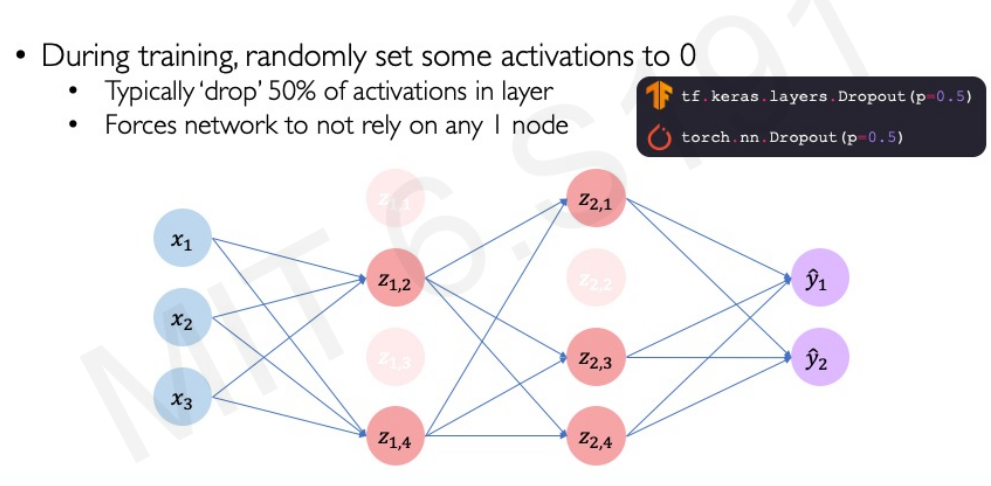 • During training, randomly set some activations to 0
• Typically ‘drop’ 50% of activations in layer
• Forces network to not rely on any 1 node
tf.keras.layers.Dropout(p=0.5)
torch.nn.Dropout(p=0.5)
MIT 6.S191
x₁
x₂
x₃
z₁,₁
z₁,₂
z₁,₃
z₁,₄
z₂,₁
z₂,₂
z₂,₃
z₂,₄
ŷ₁
ŷ₂